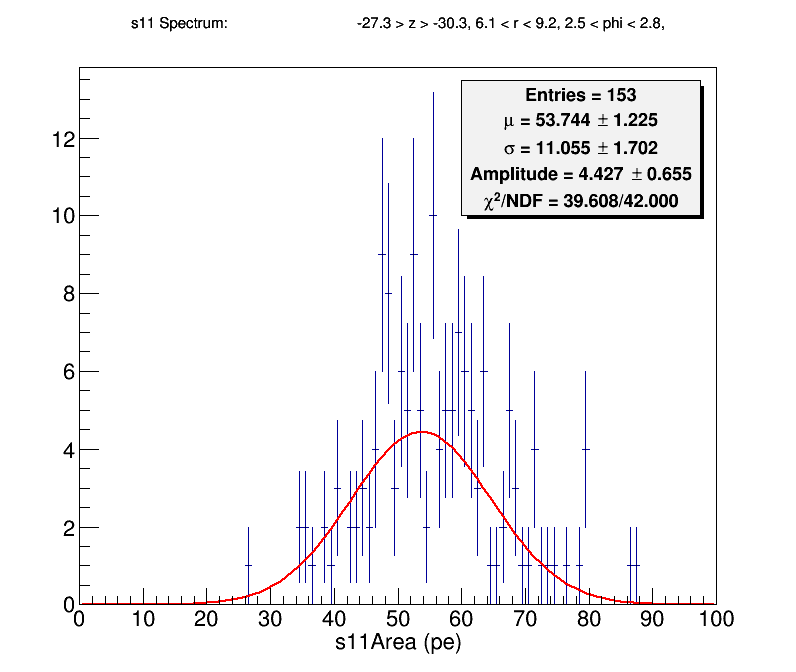 s11 Spectrum: -27.3 > z > -30.3, 6.1 < r < 9.2, 2.5 < phi < 2.8,
Entries = 153
μ = 53.744 ± 1.225
σ = 11.055 ± 1.702
Amplitude = 4.427 ± 0.655
χ²/NDF = 39.608/42.000
12
10
8
6
4
2
0
0 10 20 30 40 50 60 70 80 90 100
s11Area (pe)